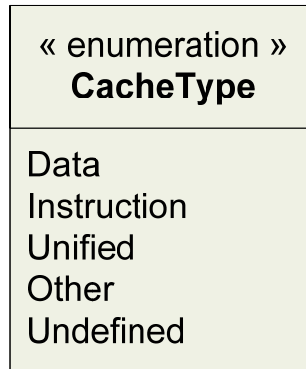 « enumeration »
CacheType
Data
Instruction
Unified
Other
Undefined